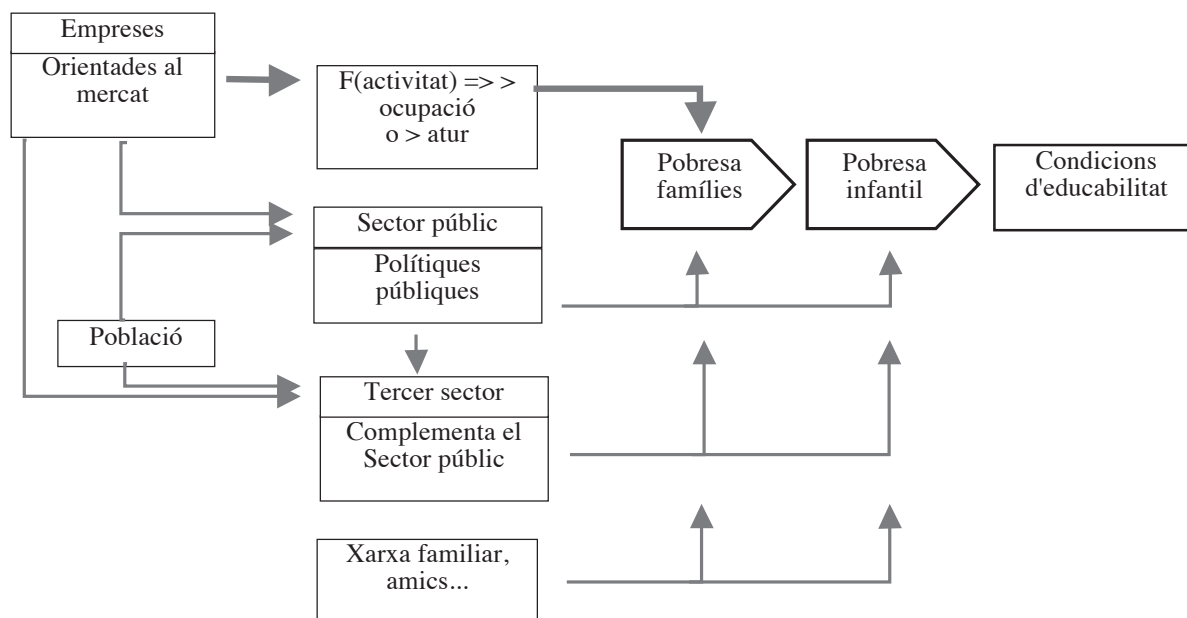 Empreses
Orientades al
mercat
F(activitat) => >
ocupació
o > atur
Pobresa
famílies
Pobresa
infantil
Condicions
d'educabilitat
Sector públic
Polítiques
públiques
Població
Tercer sector
Complementa el
Sector públic
Xarxa familiar,
amics...